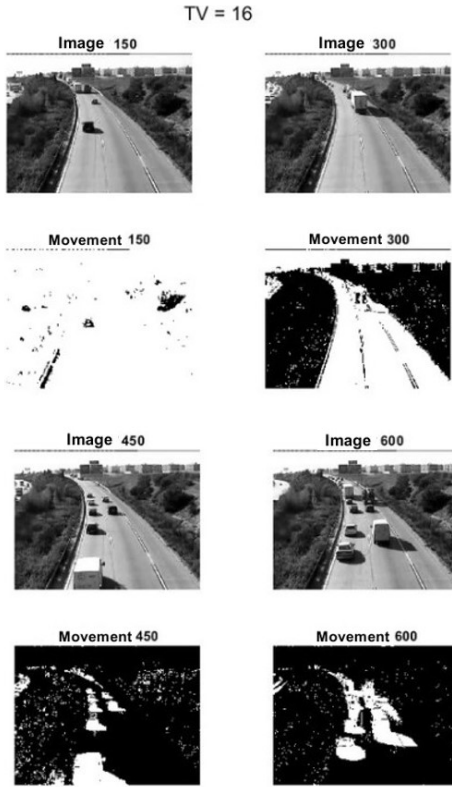 TV = 16
Image 150
Image 300
Movement 150
Movement 300
Image 450
Image 600
Movement 450
Movement 600